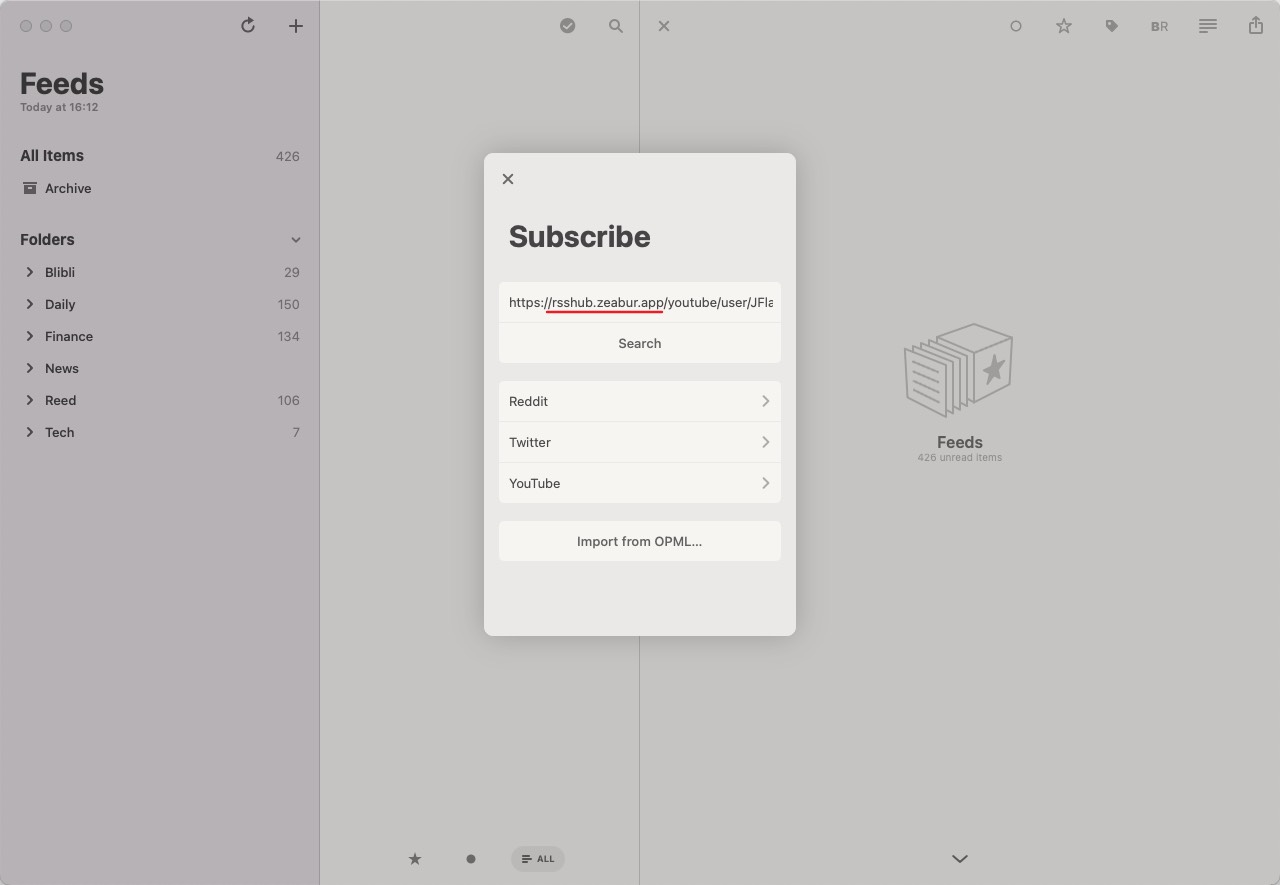 Feeds
Today at 16:12
All Items 426
Archive
Folders
Blibli 29
Daily 150
Finance 134
News
Reed 106
Tech 7
BR
Subscribe
https://rsshub.zeabur.app/youtube/user/JFla
Search
Reddit
Twitter
YouTube
Import from OPML...
Feeds
426 unread items
ALL